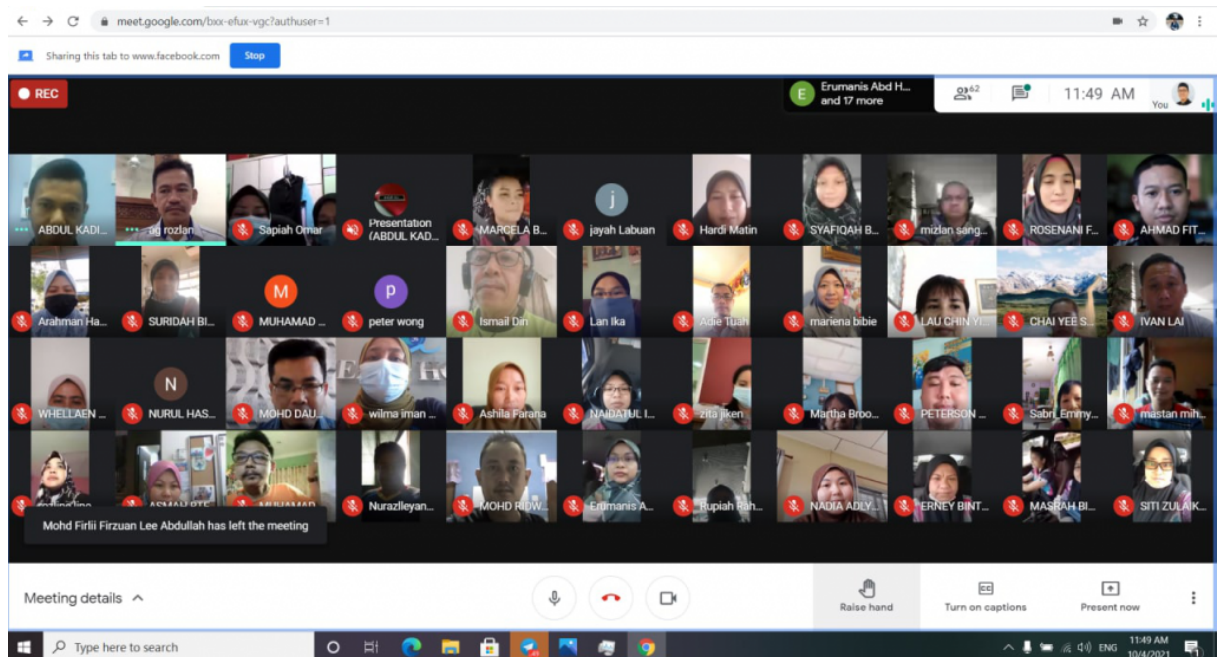 meet.google.com/bxx-efux-vgc?authuser=1
Sharing this tab to www.facebook.com Stop
REC
E Erumanis Abd H...
and 17 more
62
11:49 AM
You
ABDUL KADI...
ag rozlan
Sapiah Omar
Presentation
(ABDUL KAD...
MARCELA B...
j
jayah Labuan
Hardi Matin
SYAFIQAH B...
mizlan sang...
ROSENANI F...
AHMAD FIT...
Arahman Ha...
SURIDAH BI...
M
MUHAMAD ...
p
peter wong
Ismail Din
Lan Ika
Adie Tuah
mariena bibie
LAU CHIN YI...
CHAI YEE S...
IVAN LAI
WHELLAEN ...
N
NURUL HAS...
MOHD DAU...
wilma iman ...
Ashila Farana
NAIDATUL I...
zita jiken
Martha Broo...
PETERSON ...
Sabri_Emmy...
mastan mih...
ASMAH BTE
MUHAMAD
Nurazlleyan...
MOHD RIDW...
Erumanis A...
Rupiah Rah...
NADIA ADLY...
ERNEY BINT...
MASRAH BI...
SITI ZULAIK...
Mohd Firlii Firzuan Lee Abdullah has left the meeting
Meeting details
Raise hand
Turn on captions
Present now
Type here to search
ENG
11:49 AM
10/4/2021